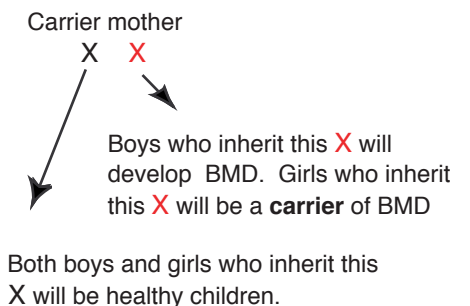 Carrier mother
X X
Boys who inherit this X will
develop BMD. Girls who inherit
this X will be a carrier of BMD
Both boys and girls who inherit this
X will be healthy children.